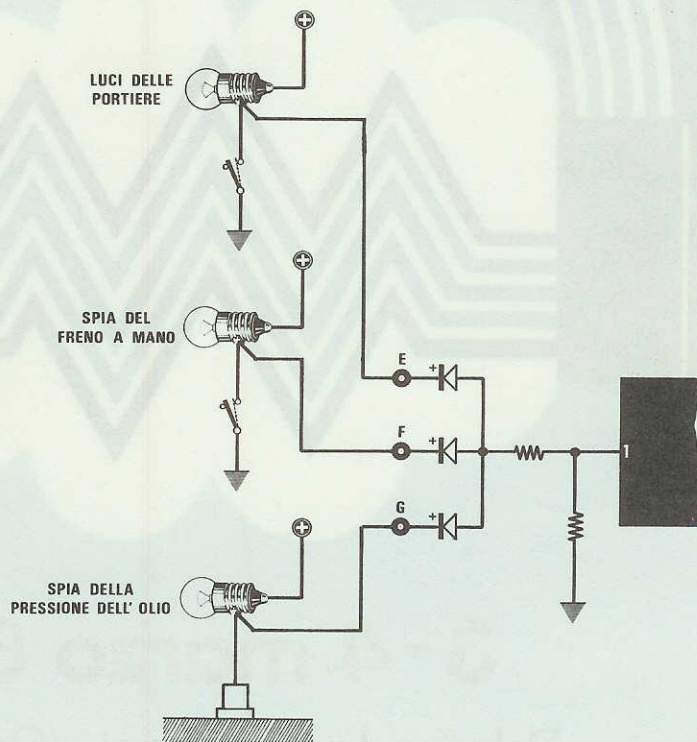 LUCI DELLE
PORTIERE
SPIA DEL
FRENO A MANO
E
+
F
+
1
G
+
SPIA DELLA
PRESSIONE DELL' OLIO